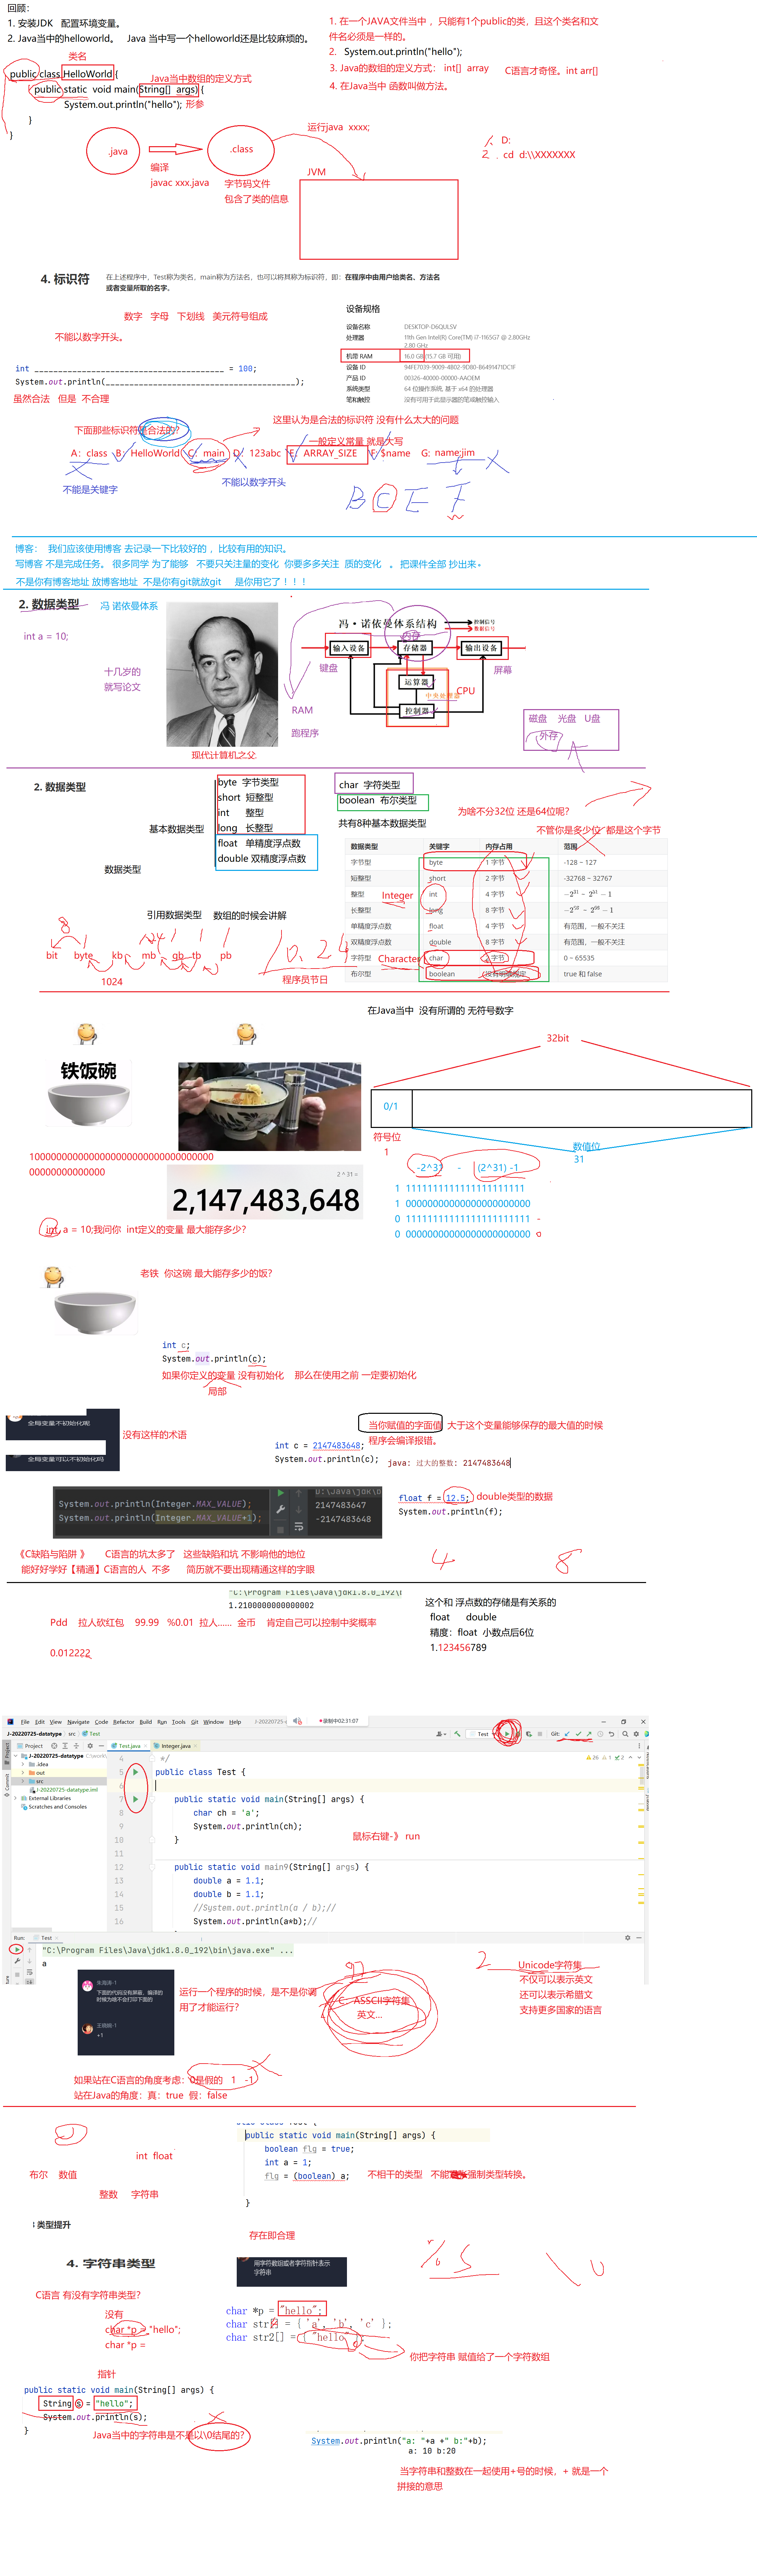 回顾:
1. 安装JDK 配置环境变量。
2. Java当中的helloworld。 Java 当中写一个helloworld还是比较麻烦的。
类名
public class HelloWorld {
Java当中数组的定义方式
public static void main(String[] args) {
System.out.println("hello"); 形参
}
}
1. 在一个JAVA文件当中，只能有1个public的类，且这个类名和文
件名必须是一样的。
2. System.out.println("hello");
3. Java的数组的定义方式： int[] array C语言才奇怪。int arr[]
4. 在Java当中 函数叫做方法。
.java
编译
javac xxx.java
.class
字节码文件
包含了类的信息
运行java xxxx;
JVM
D:
2. cd d:\\XXXXXXX
4. 标识符
在上述程序中，Test称为类名，main称为方法名，也可以将其称为标识符，即：在程序中由用户给类名、方法名
或者变量所取的名字。
数字 字母 下划线 美元符号组成
不能以数字开头。
设备规格
设备名称 DESKTOP-D6QUL5V
处理器 11th Gen Intel(R) Core(TM) i7-1165G7 @ 2.80GHz
2.80 GHz
机带 RAM 16.0 GB (15.7 GB 可用)
设备 ID 94FE7039-9009-4802-9D80-B6491471DC1F
产品 ID 00326-40000-00000-AAOEM
系统类型 64 位操作系统, 基于 x64 的处理器
笔和触控 没有可用于此显示器的笔或触控输入
int ________________________________________ = 100;
System.out.println(________________________________________);
虽然合法 但是 不合理
这里认为是合法的标识符 没有什么太大的问题
下面那些标识符是合法的?
一般定义常量 就是大写
A: class B: HelloWorld C: main D: 123abc E: ARRAY_SIZE F: $name G: name:jim
不能是关键字
不能以数字开头
B C E F
博客： 我们应该使用博客 去记录一下比较好的，比较有用的知识。
写博客 不是完成任务。 很多同学 为了能够 不要只关注量的变化 你要多多关注 质的变化 。 把课件全部 抄出来。
不是你有博客地址 放博客地址 不是你有git就放git 是你用它了！！！
2. 数据类型
冯 诺依曼体系
int a = 10;
十几岁的
就写论文
现代计算机之父
冯·诺依曼体系结构
控制信号
数据信号
内存
输入设备
存储器
输出设备
键盘
屏幕
运算器
中央处理器
CPU
控制器
RAM
跑程序
磁盘 光盘 U盘
外存
2. 数据类型
数据类型
基本数据类型
byte 字节类型
short 短整型
int 整型
long 长整型
float 单精度浮点数
double 双精度浮点数
char 字符类型
boolean 布尔类型
共有8种基本数据类型
引用数据类型 数组的时候会讲解
为啥不分32位 还是64位呢?
不管你是多少位 都是这个字节
数据类型 关键字 内存占用 范围
字节型 byte 1 字节 -128 ~ 127
短整型 short 2 字节 -32768 ~ 32767
整型 int 4 字节 −2^31 ~ 2^31 − 1
长整型 long 8 字节 −2^63 ~ 2^63 − 1
单精度浮点数 float 4 字节 有范围，一般不关注
双精度浮点数 double 8 字节 有范围，一般不关注
字符型 char 2 字节 0 ~ 65535
布尔型 boolean 没有明确规定 true 和 false
Integer
Character
8
bit byte kb mb gb tb pb
1024
10.24
程序员节日
在Java当中 没有所谓的 无符号数字
铁饭碗
2 ^ 31 =
2,147,483,648
int a = 10;我问你 int定义的变量 最大能存多少?
32bit
0/1
符号位
1
数值位
31
-2^31 - (2^31) -1
老铁 你这碗 最大能存多少的饭?
int c;
System.out.println(c);
如果你定义的变量 没有初始化 那么在使用之前 一定要初始化
局部
全局变量不初始化呢
全局变量可以不初始化吗
没有这样的术语
当你赋值的字面值 大于这个变量能够保存的最大值的时候
程序会编译报错。
int c = 2147483648;
System.out.println(c);
java: 过大的整数: 2147483648
System.out.println(Integer.MAX_VALUE);
System.out.println(Integer.MAX_VALUE+1);
2147483647
-2147483648
float f = 12.5; double类型的数据
System.out.println(f);
《C缺陷与陷阱 》 C语言的坑太多了 这些缺陷和坑 不影响他的地位
能好好学好【精通】C语言的人 不多 简历就不要出现精通这样的字眼
4 8
"C:\Program Files\Java\jdk1.8.0_192\
1.2100000000000002
Pdd 拉人砍红包 99.99 %0.01 拉人...... 金币 肯定自己可以控制中奖概率
0.012222
这个和 浮点数的存储是有关系的
float double
精度：float 小数点后6位
1.123456789
File Edit View Navigate Code Refactor Build Run Tools Git Window Help
录制中02:31:07
J-20220725-datatype src Test
Test
Git:
Project
J-20220725-datatype
.idea
out
src
J-20220725-datatype.iml
External Libraries
Scratches and Consoles
Test.java Integer.java
4 */
5 public class Test {
6
7 public static void main(String[] args) {
8 char ch = 'a';
9 System.out.println(ch);
10 }
11
12 public static void main9(String[] args) {
13 double a = 1.1;
14 double b = 1.1;
15 //System.out.println(a / b);//
16 System.out.println(a*b);//
鼠标右键-》 run
Run: Test
"C:\Program Files\Java\jdk1.8.0_192\bin\java.exe" ...
a
下面的代码没有屏蔽，编译的
时候为啥不会打印下面的
+1
运行一个程序的时候，是不是你调
用了才能运行?
C：ASSCII字符集
英文...
2
Unicode字符集
不仅可以表示英文
还可以表示希腊文
支持更多国家的语言
如果站在C语言的角度考虑：0是假的 1 -1
站在Java的角度：真：true 假：false
int float
布尔 数值
整数 字符串
public static void main(String[] args) {
boolean flg = true;
int a = 1;
flg = (boolean) a;
}
不相干的类型 不能 强制类型转换。
类型提升
4. 字符串类型
存在即合理
用字符数组或者字符指针表示
字符串
%s \0
C语言 有没有字符串类型?
没有
char *p = "hello";
char *p =
指针
char *p = "hello";
char str[] = { 'a', 'b', 'c' };
char str2[] = { "hello" };
你把字符串 赋值给了一个字符数组
public static void main(String[] args) {
String s = "hello";
System.out.println(s);
}
Java当中的字符串是不是以\0结尾的?
System.out.println("a: "+a +" b:"+b);
a: 10 b:20
当字符串和整数在一起使用+号的时候，+ 就是一个
拼接的意思